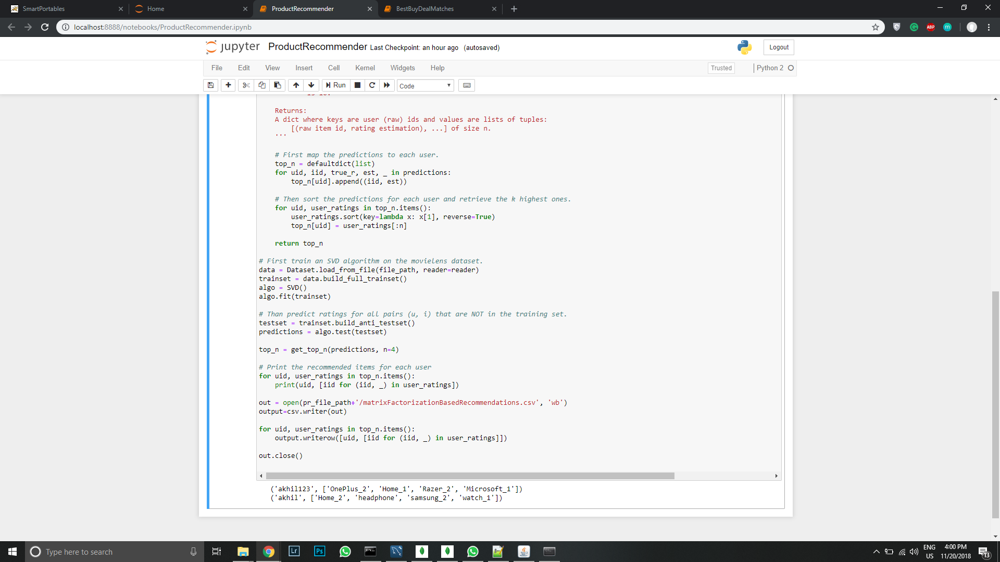 SmartPortables
Home
ProductRecommender
BestBuyDealMatches
localhost:8888/notebooks/ProductRecommender.ipynb
ABP
m
jupyter ProductRecommender Last Checkpoint: an hour ago (autosaved)
Logout
File Edit View Insert Cell Kernel Widgets Help
Trusted
Python 2
Run
Code
Returns:
A dict where keys are user (raw) ids and values are lists of tuples:
[(raw item id, rating estimation), ...] of size n.
'''
# First map the predictions to each user.
top_n = defaultdict(list)
for uid, iid, true_r, est, _ in predictions:
top_n[uid].append((iid, est))
# Then sort the predictions for each user and retrieve the k highest ones.
for uid, user_ratings in top_n.items():
user_ratings.sort(key=lambda x: x[1], reverse=True)
top_n[uid] = user_ratings[:n]
return top_n
# First train an SVD algorithm on the movielens dataset.
data = Dataset.load_from_file(file_path, reader=reader)
trainset = data.build_full_trainset()
algo = SVD()
algo.fit(trainset)
# Than predict ratings for all pairs (u, i) that are NOT in the training set.
testset = trainset.build_anti_testset()
predictions = algo.test(testset)
top_n = get_top_n(predictions, n=4)
# Print the recommended items for each user
for uid, user_ratings in top_n.items():
print(uid, [iid for (iid, _) in user_ratings])
out = open(pr_file_path+'/matrixFactorizationBasedRecommendations.csv', 'wb')
output=csv.writer(out)
for uid, user_ratings in top_n.items():
output.writerow([uid, [iid for (iid, _) in user_ratings]])
out.close()
('akhil123', ['OnePlus_2', 'Home_1', 'Razer_2', 'Microsoft_1'])
('akhil', ['Home_2', 'headphone', 'samsung_2', 'watch_1'])
Type here to search
Lr
Ps
ENG
US
4:00 PM
11/20/2018
13